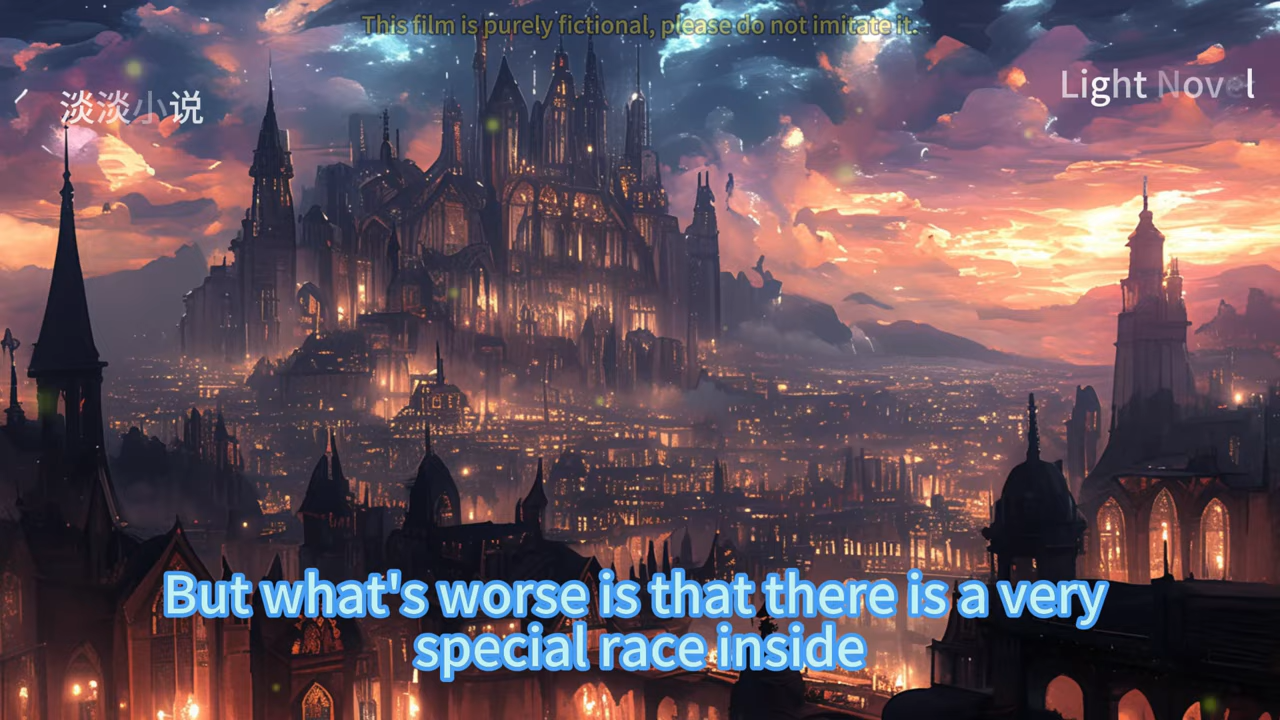 This film is purely fictional, please do not imitate it.
淡淡小说
Light Novel
But what's worse is that there is a very
special race inside